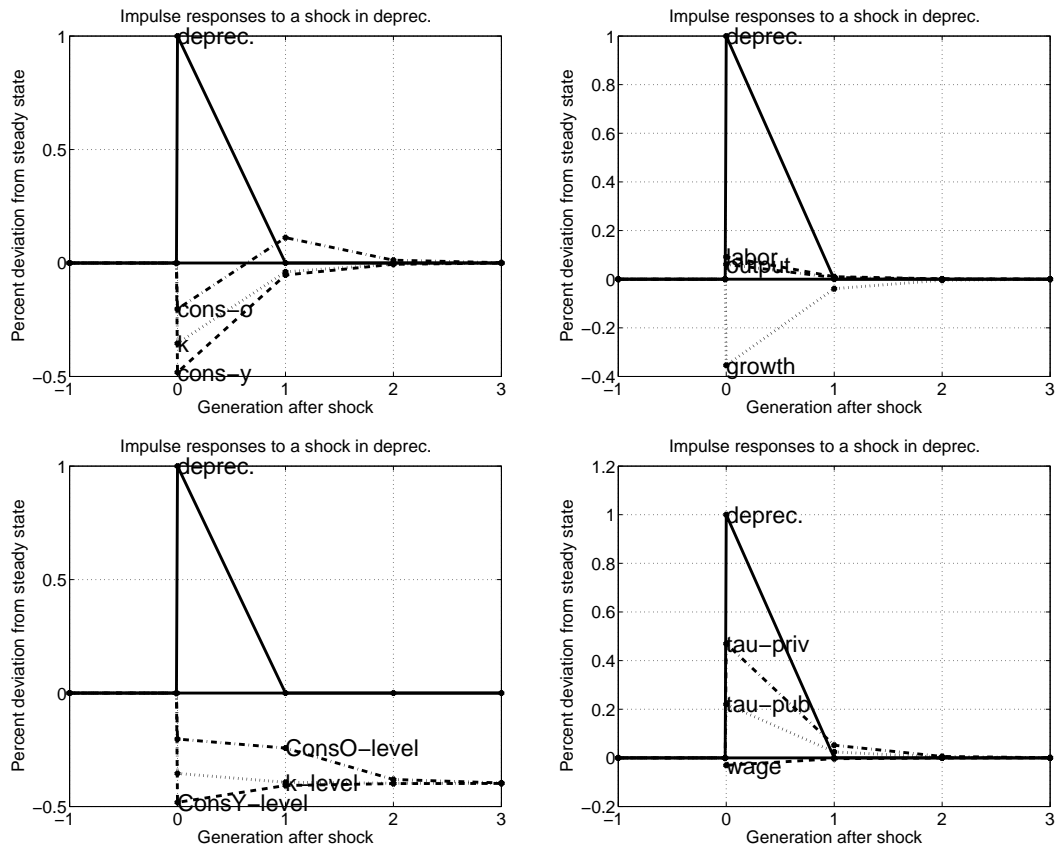 Impulse responses to a shock in deprec.
Percent deviation from steady state
1
0.5
0
−0.5
deprec.
cons−o
k
cons−y
−1
0
1
2
3
Generation after shock
Impulse responses to a shock in deprec.
Percent deviation from steady state
1
0.8
0.6
0.4
0.2
0
−0.2
−0.4
deprec.
labor
output
growth
−1
0
1
2
3
Generation after shock
Impulse responses to a shock in deprec.
Percent deviation from steady state
1
0.5
0
−0.5
deprec.
ConsO−level
k−level
ConsY−level
−1
0
1
2
3
Generation after shock
Impulse responses to a shock in deprec.
Percent deviation from steady state
1.2
1
0.8
0.6
0.4
0.2
0
−0.2
deprec.
tau−priv
tau−pub
wage
−1
0
1
2
3
Generation after shock